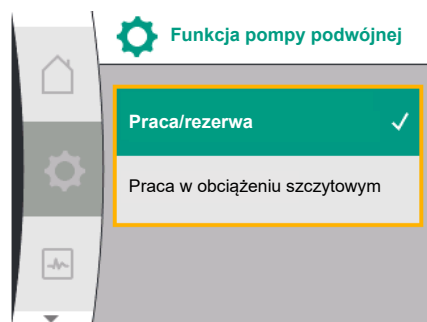 Funkcja pompy podwójnej
Praca/rezerwa
Praca w obciążeniu szczytowym